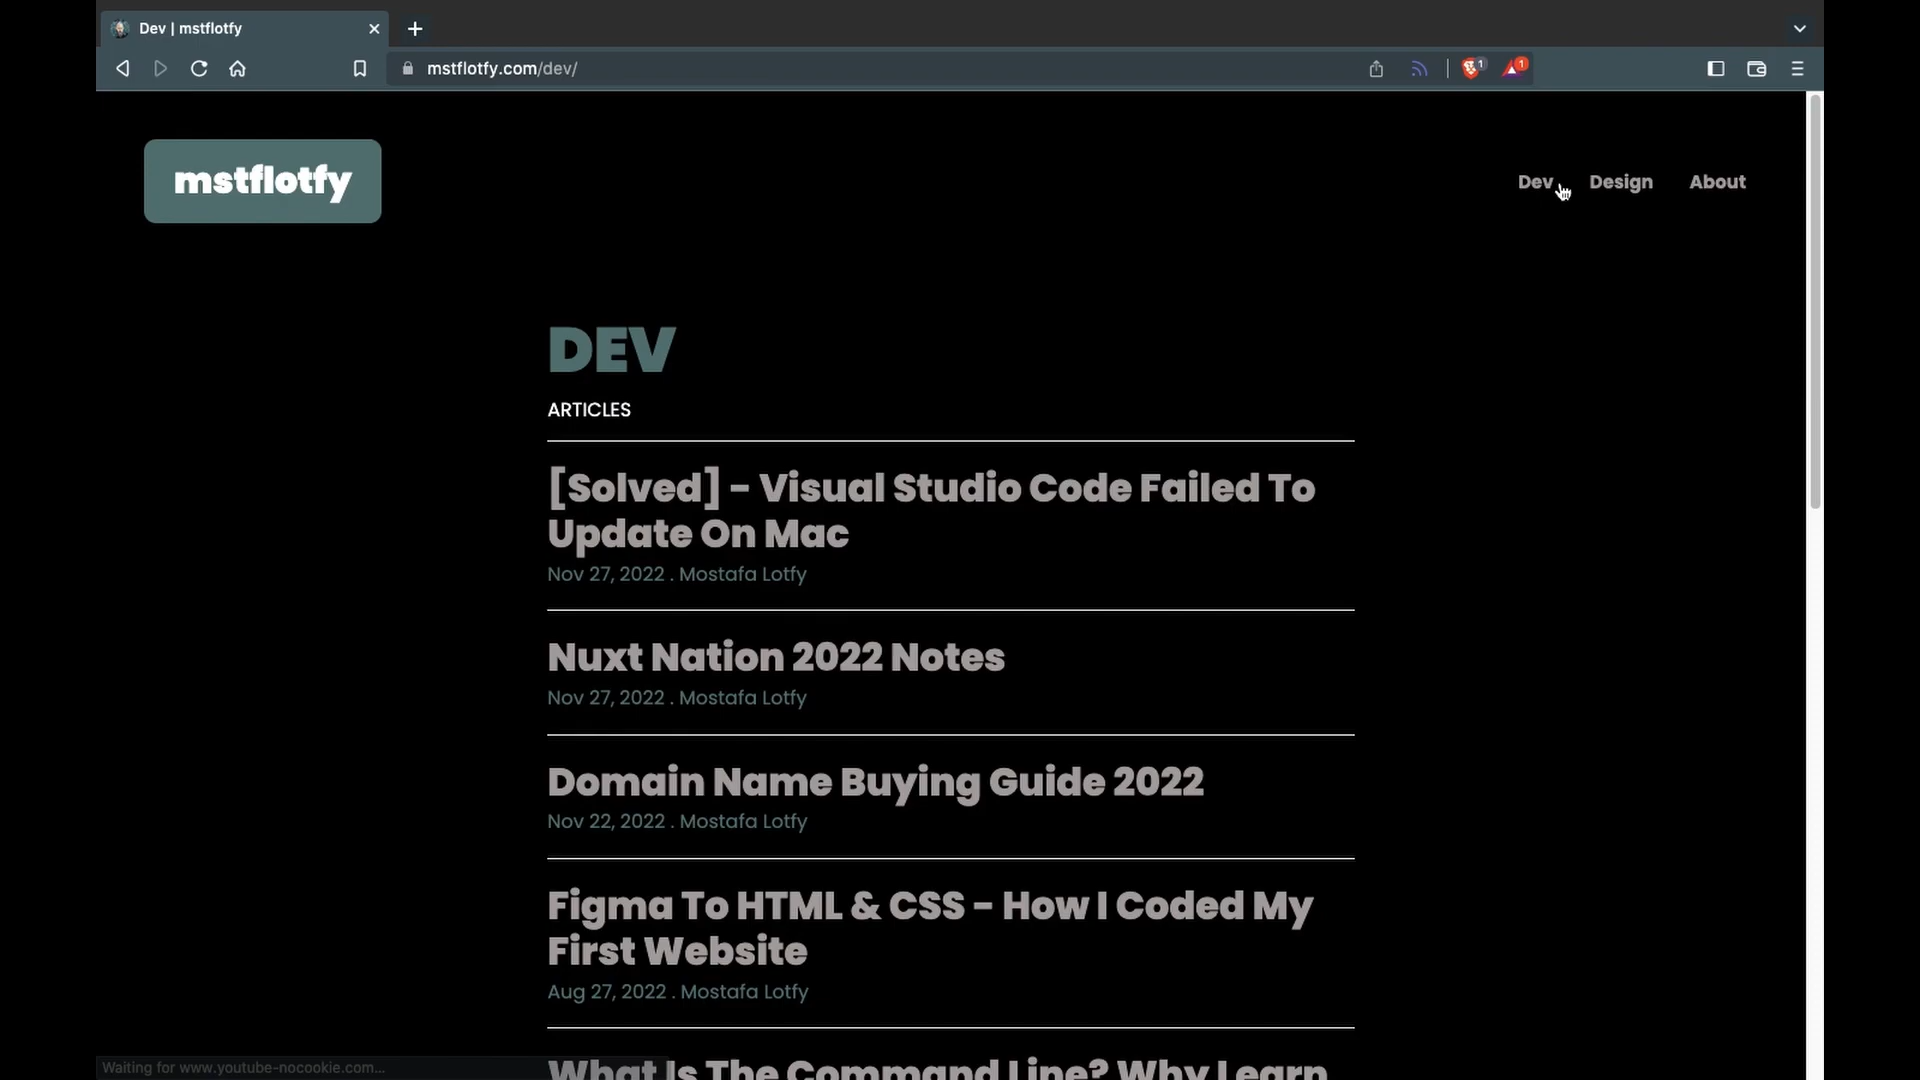 Dev | mstflotfy
mstflotfy.com/dev/
1
1
mstflotfy
Dev
Design
About
DEV
ARTICLES
[Solved] - Visual Studio Code Failed To
Update On Mac
Nov 27, 2022 . Mostafa Lotfy
Nuxt Nation 2022 Notes
Nov 27, 2022 . Mostafa Lotfy
Domain Name Buying Guide 2022
Nov 22, 2022 . Mostafa Lotfy
Figma To HTML & CSS - How I Coded My
First Website
Aug 27, 2022 . Mostafa Lotfy
What Is The Command Line? Why Learn
Waiting for www.youtube-nocookie.com...